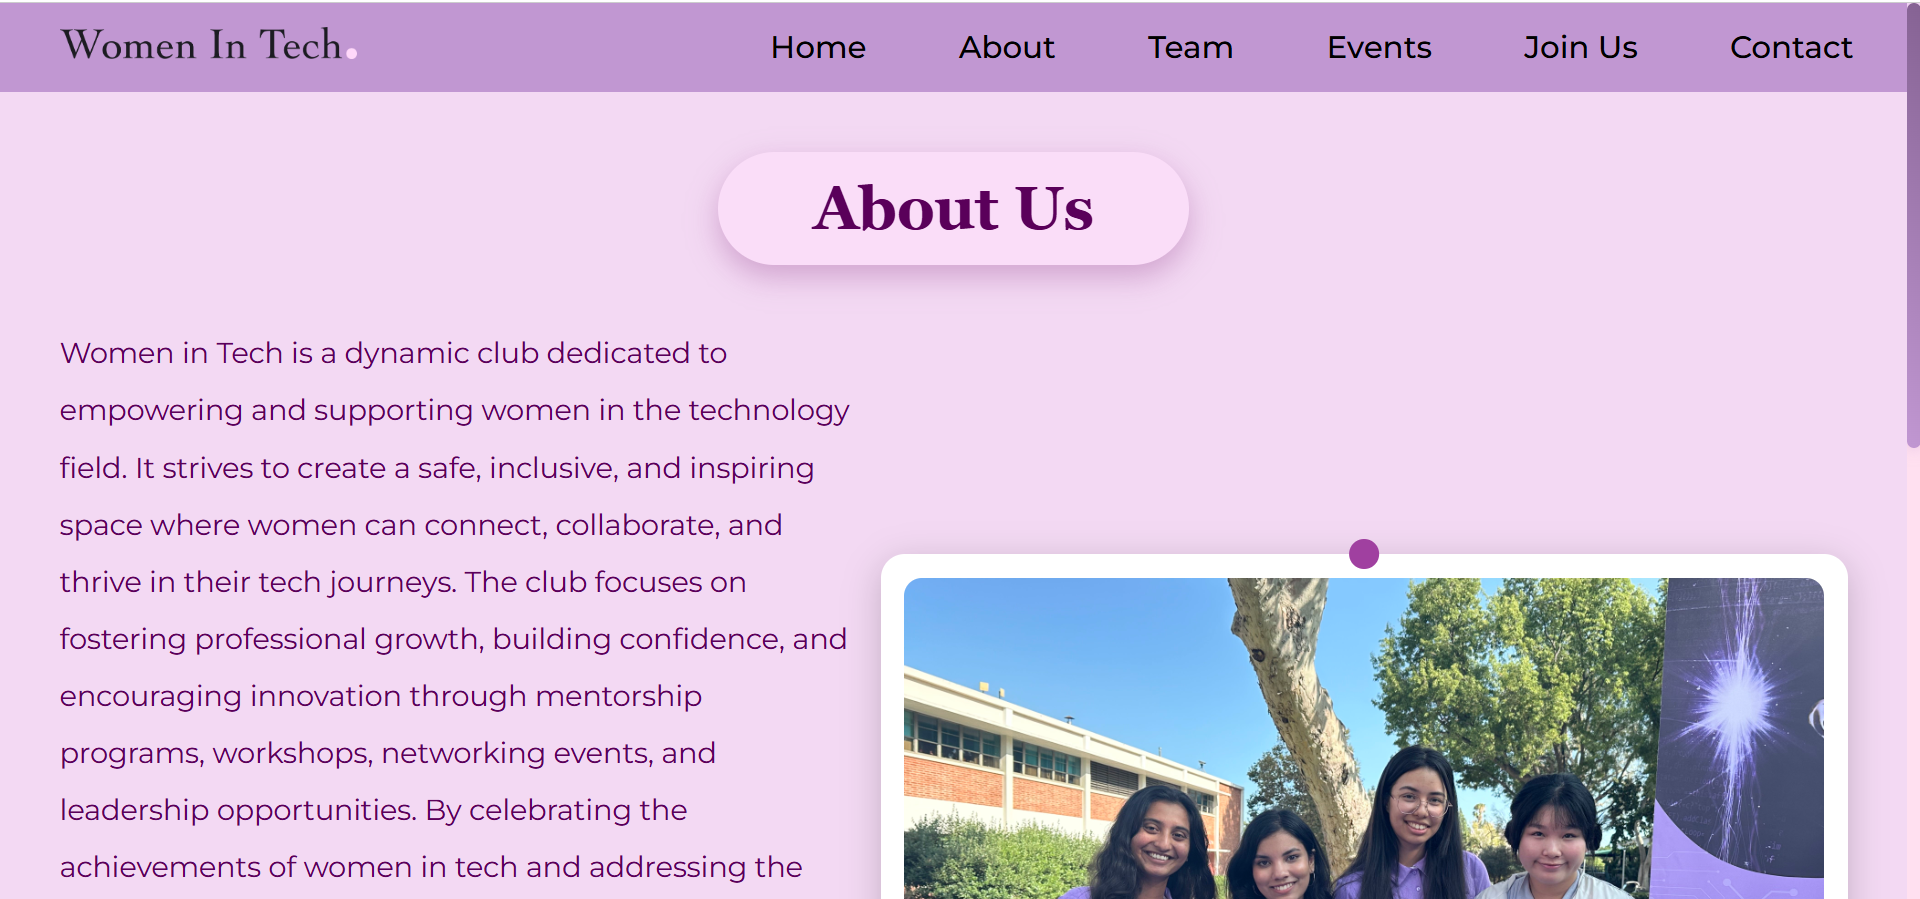 Women In Tech.
Home About Team Events Join Us Contact
About Us
Women in Tech is a dynamic club dedicated to
empowering and supporting women in the technology
field. It strives to create a safe, inclusive, and inspiring
space where women can connect, collaborate, and
thrive in their tech journeys. The club focuses on
fostering professional growth, building confidence, and
encouraging innovation through mentorship
programs, workshops, networking events, and
leadership opportunities. By celebrating the
achievements of women in tech and addressing the